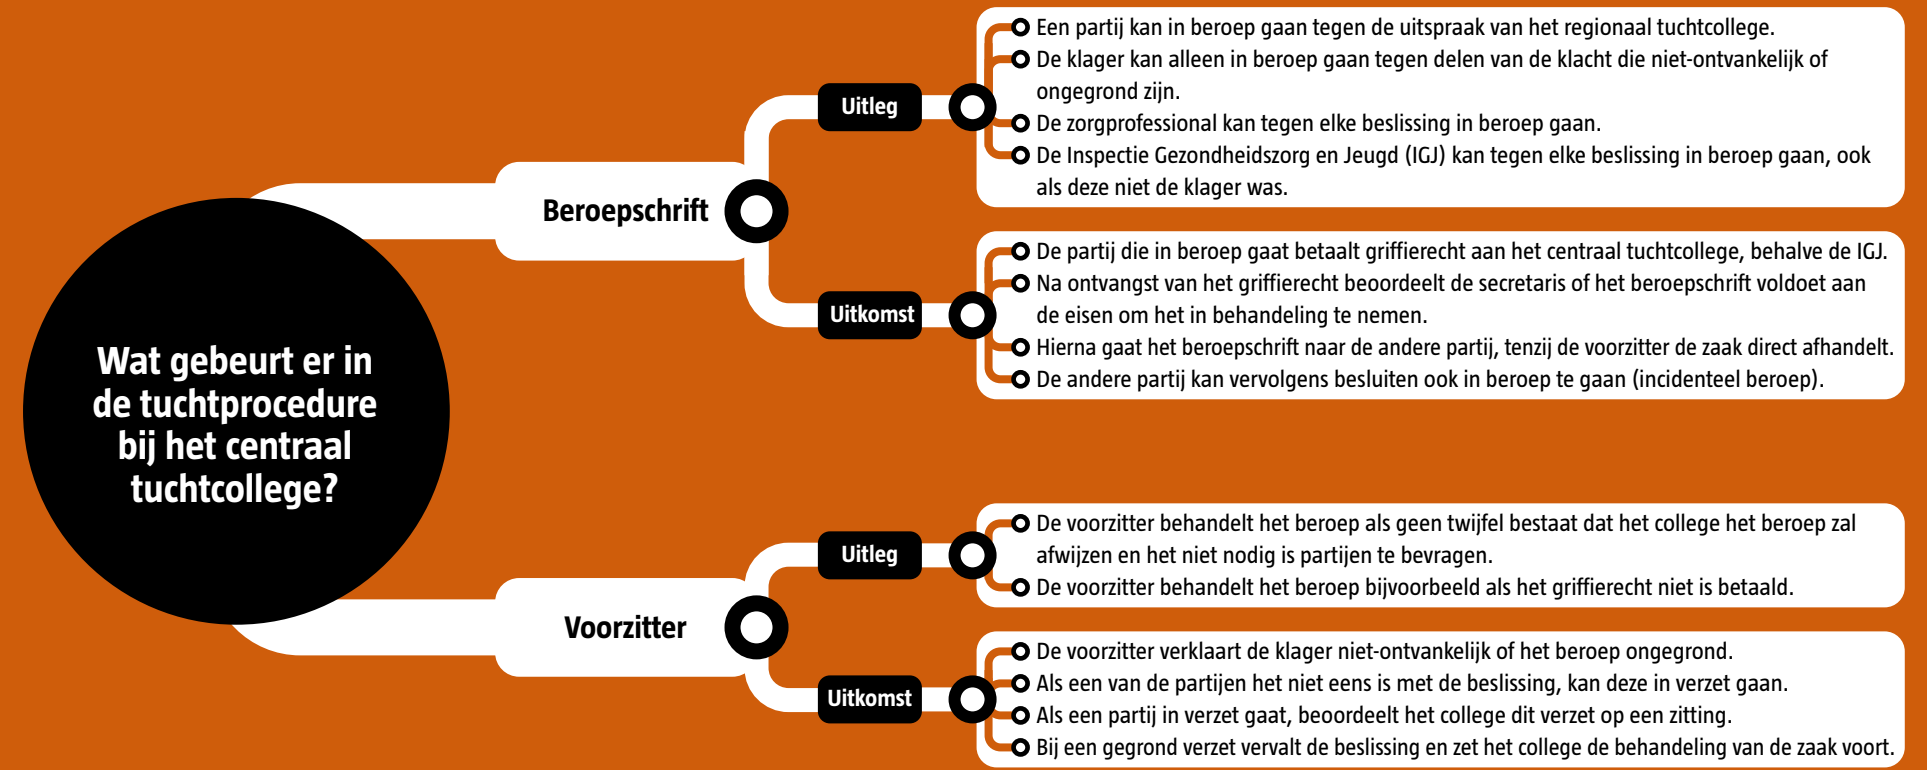 Wat gebeurt er in
de tuchtprocedure
bij het centraal
tuchtcollege?
Beroepschrift
Uitleg
Een partij kan in beroep gaan tegen de uitspraak van het regionaal tuchtcollege.
De klager kan alleen in beroep gaan tegen delen van de klacht die niet-ontvankelijk of
ongegrond zijn.
De zorgprofessional kan tegen elke beslissing in beroep gaan.
De Inspectie Gezondheidszorg en Jeugd (IGJ) kan tegen elke beslissing in beroep gaan, ook
als deze niet de klager was.
Uitkomst
De partij die in beroep gaat betaalt griffierecht aan het centraal tuchtcollege, behalve de IGJ.
Na ontvangst van het griffierecht beoordeelt de secretaris of het beroepschrift voldoet aan
de eisen om het in behandeling te nemen.
Hierna gaat het beroepschrift naar de andere partij, tenzij de voorzitter de zaak direct afhandelt.
De andere partij kan vervolgens besluiten ook in beroep te gaan (incidenteel beroep).
Voorzitter
Uitleg
De voorzitter behandelt het beroep als geen twijfel bestaat dat het college het beroep zal
afwijzen en het niet nodig is partijen te bevragen.
De voorzitter behandelt het beroep bijvoorbeeld als het griffierecht niet is betaald.
Uitkomst
De voorzitter verklaart de klager niet-ontvankelijk of het beroep ongegrond.
Als een van de partijen het niet eens is met de beslissing, kan deze in verzet gaan.
Als een partij in verzet gaat, beoordeelt het college dit verzet op een zitting.
Bij een gegrond verzet vervalt de beslissing en zet het college de behandeling van de zaak voort.